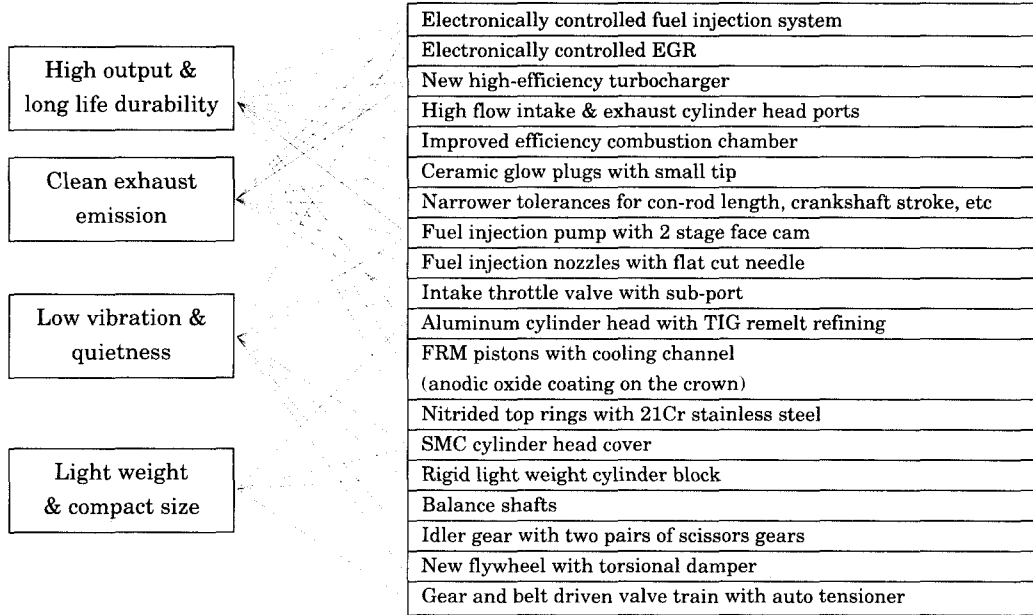 High output &
long life durability
Clean exhaust
emission
Low vibration &
quietness
Light weight
& compact size
Electronically controlled fuel injection system
Electronically controlled EGR
New high-efficiency turbocharger
High flow intake & exhaust cylinder head ports
Improved efficiency combustion chamber
Ceramic glow plugs with small tip
Narrower tolerances for con-rod length, crankshaft stroke, etc
Fuel injection pump with 2 stage face cam
Fuel injection nozzles with flat cut needle
Intake throttle valve with sub-port
Aluminum cylinder head with TIG remelt refining
FRM pistons with cooling channel
(anodic oxide coating on the crown)
Nitrided top rings with 21Cr stainless steel
SMC cylinder head cover
Rigid light weight cylinder block
Balance shafts
Idler gear with two pairs of scissors gears
New flywheel with torsional damper
Gear and belt driven valve train with auto tensioner